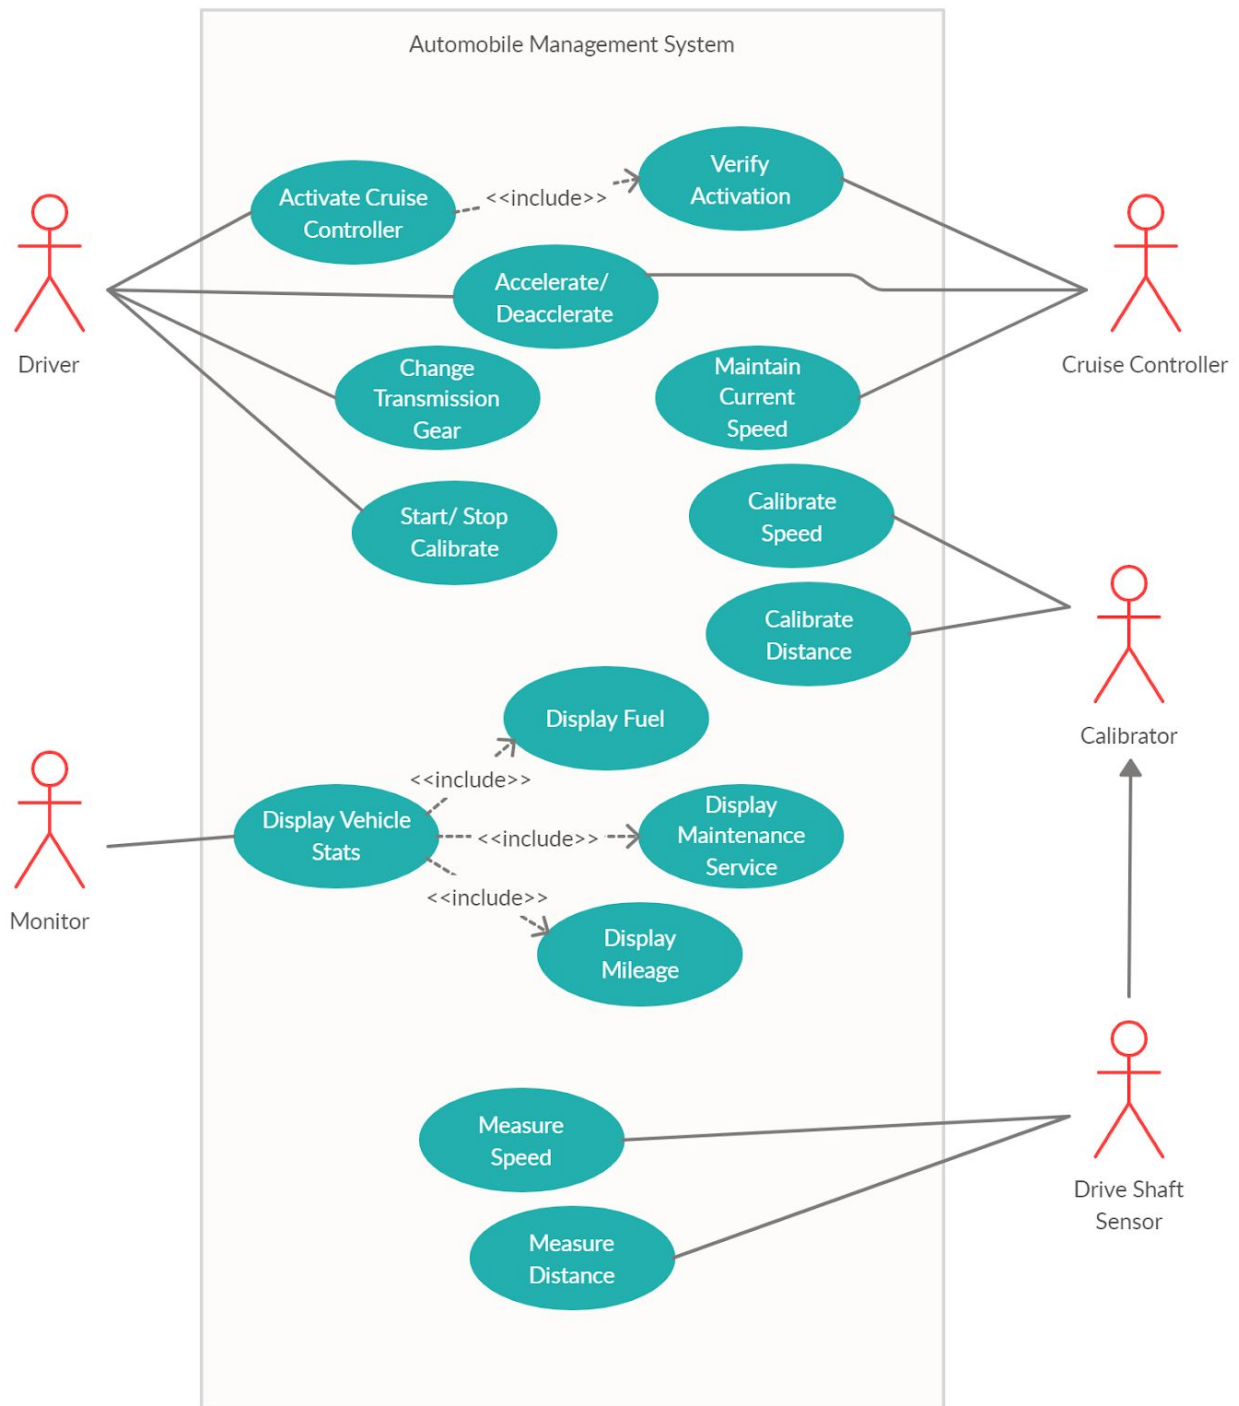 Automobile Management System
Verify
Activation
Activate Cruise
Controller
<<include>>
Accelerate/
Deacclerate
Driver
Cruise Controller
Change
Transmission
Gear
Maintain
Current
Speed
Start/ Stop
Calibrate
Calibrate
Speed
Calibrate
Distance
Calibrator
Display Fuel
<<include>>
Display Vehicle
Stats
<<include>>
Display
Maintenance
Service
<<include>>
Monitor
Display
Mileage
Measure
Speed
Drive Shaft
Sensor
Measure
Distance